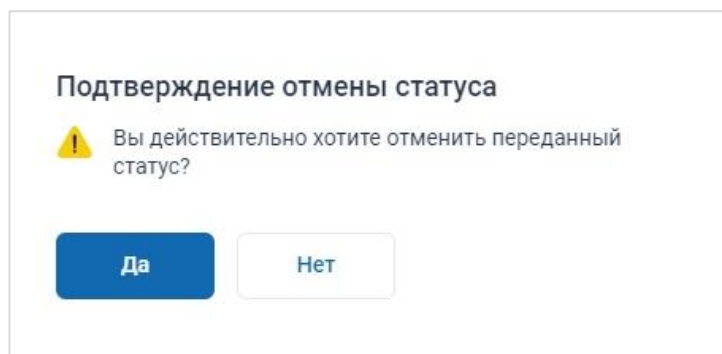 Подтверждение отмены статуса
Вы действительно хотите отменить переданный
статус?
Да
Нет